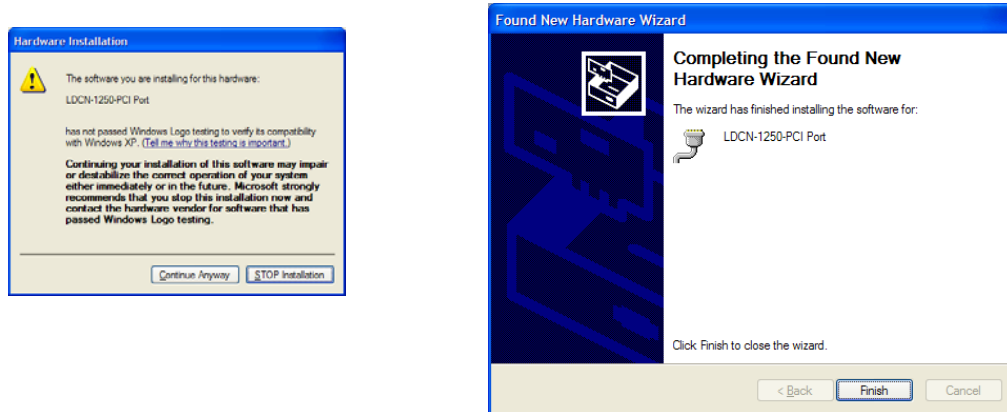 Hardware Installation
The software you are installing for this hardware:
LDCN-1250-PCI Port
has not passed Windows Logo testing to verify its compatibility
with Windows XP. (Tell me why this testing is important.)
Continuing your installation of this software may impair
or destabilize the correct operation of your system
either immediately or in the future. Microsoft strongly
recommends that you stop this installation now and
contact the hardware vendor for software that has
passed Windows Logo testing.
Continue Anyway
STOP Installation
Found New Hardware Wizard
Completing the Found New
Hardware Wizard
The wizard has finished installing the software for:
LDCN-1250-PCI Port
Click Finish to close the wizard.
< Back
Finish
Cancel